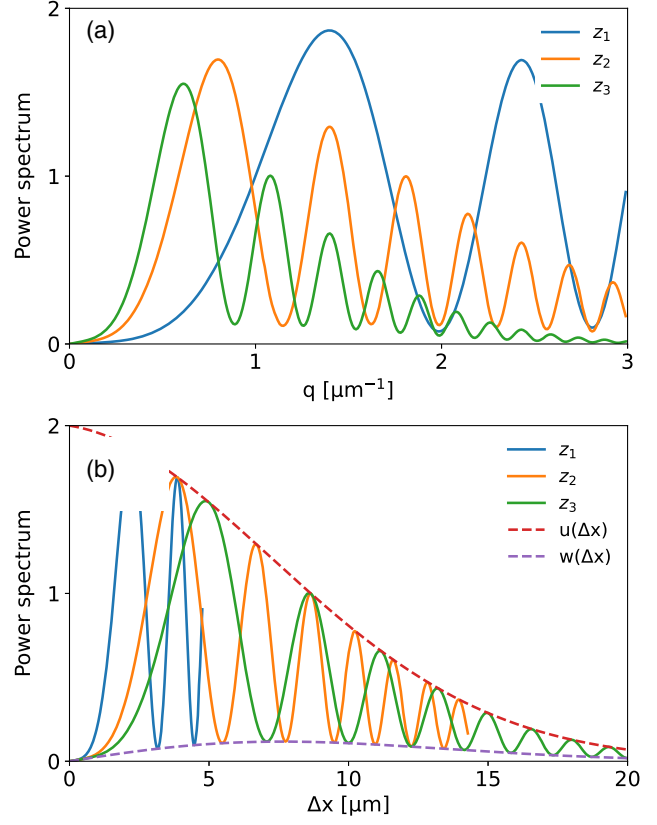 (a)
z₁
z₂
z₃
Power spectrum
2
1
0
0 1 2 3
q [μm⁻¹]
(b)
z₁
z₂
z₃
u(Δx)
w(Δx)
Power spectrum
2
1
0
0 5 10 15 20
Δx [μm]